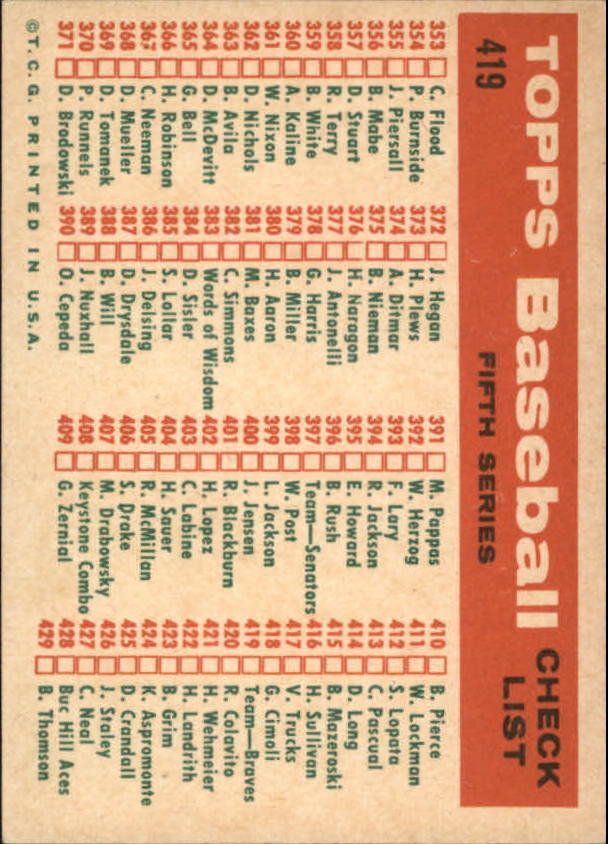 TOPPS Baseball CHECK LIST
419 FIFTH SERIES
353 C. Flood
354 P. Burnside
355 J. Piersall
356 B. Mabe
357 D. Stuart
358 R. Terry
359 B. White
360 A. Kaline
361 W. Nixon
362 D. Nichols
363 B. Avila
364 D. McDevitt
365 G. Bell
366 H. Robinson
367 C. Neeman
368 D. Mueller
369 D. Tomanek
370 P. Runnels
371 D. Brodowski
372 J. Hegan
373 H. Plews
374 A. Ditmar
375 B. Nieman
376 H. Naragon
377 J. Antonelli
378 G. Harris
379 B. Miller
380 H. Aaron
381 M. Baxes
382 C. Simmons
383 Words of Wisdom
384 D. Sisler
385 S. Lollar
386 J. Delsing
387 D. Drysdale
388 B. Will
389 J. Nuxhall
390 O. Cepeda
391 M. Pappas
392 W. Herzog
393 F. Lary
394 R. Jackson
395 E. Howard
396 B. Rush
397 Team—Senators
398 W. Post
399 L. Jackson
400 J. Jensen
401 R. Blackburn
402 H. Lopez
403 C. Labine
404 H. Sauer
405 R. McMillan
406 S. Drake
407 M. Drabowsky
408 Keystone Combo
409 G. Zernial
410 B. Pierce
411 W. Lockman
412 S. Lopata
413 C. Pascual
414 D. Long
415 B. Mazeroski
416 H. Sullivan
417 V. Trucks
418 G. Cimoli
419 Team—Braves
420 R. Colavito
421 H. Wehmeier
422 H. Landrith
423 B. Grim
424 K. Aspromonte
425 D. Crandall
426 J. Staley
427 C. Neal
428 Buc Hill Aces
429 B. Thomson
©T. C. G. PRINTED IN U.S.A.